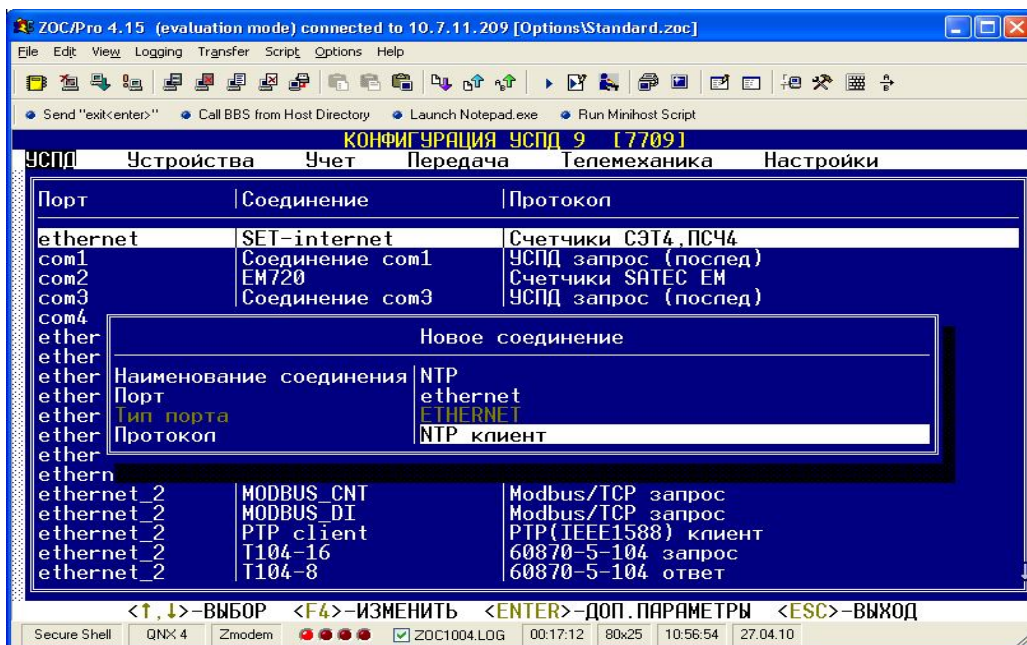 ZOC/Pro 4.15 (evaluation mode) connected to 10.7.11.209 [Options\Standard.zoc]
File Edit View Logging Transfer Script Options Help
Send "exit<enter>" Call BBS from Host Directory Launch Notepad.exe Run Minihost Script
КОНФИГУРАЦИЯ УСПД 9 [7709]
УСПД Устройства Учет Передача Телемеханика Настройки
Порт Соединение Протокол
ethernet SET-internet Счетчики СЭТ4,ПСЧ4
com1 Соединение com1 УСПД запрос (послед)
com2 EM720 Счетчики SATEC EM
com3 Соединение com3 УСПД запрос (послед)
com4
ether Новое соединение
ether
ether Наименование соединения NTP
ether Порт ethernet
ether Тип порта ETHERNET
ether Протокол NTP клиент
ether
ethern
ethernet_2 MODBUS_CNT Modbus/TCP запрос
ethernet_2 MODBUS_DI Modbus/TCP запрос
ethernet_2 PTP client PTP(IEEE1588) клиент
ethernet_2 T104-16 60870-5-104 запрос
ethernet_2 T104-8 60870-5-104 ответ
<↑,↓>-ВЫБОР <F4>-ИЗМЕНИТЬ <ENTER>-ДОП.ПАРАМЕТРЫ <ESC>-ВЫХОД
Secure Shell QNX 4 Zmodem ZOC1004.LOG 00:17:12 80x25 10:56:54 27.04.10